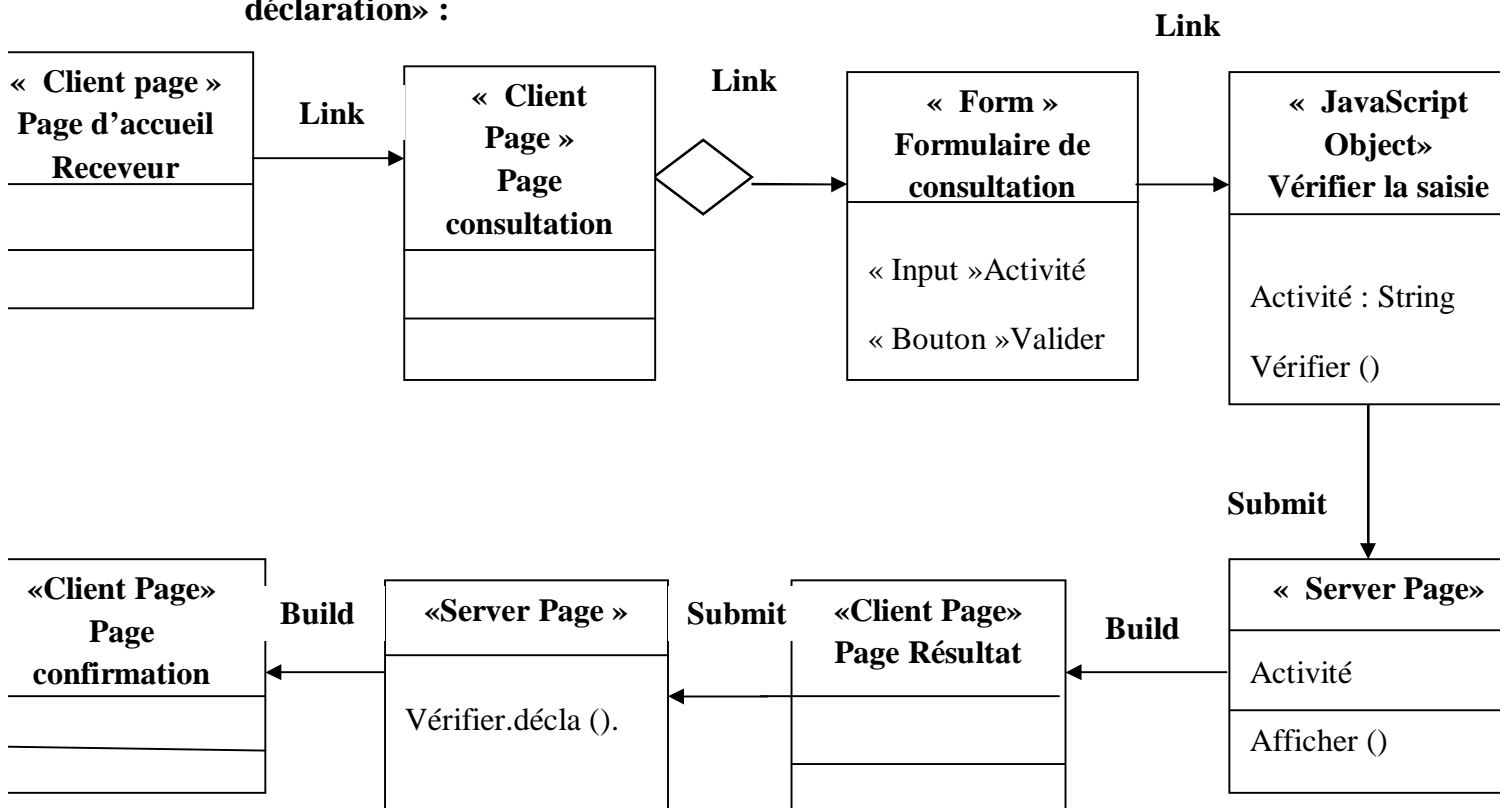 déclaration» :
Link
« Client page »
Page d’accueil
Receveur
Link
« Client
Page »
Page
consultation
Link
« Form »
Formulaire de
consultation
« Input »Activité
« Bouton »Valider
« JavaScript
Object»
Vérifier la saisie
Activité : String
Vérifier ()
Submit
«Client Page»
Page
confirmation
Build
«Server Page »
Vérifier.décla ().
Submit
«Client Page»
Page Résultat
Build
« Server Page»
Activité
Afficher ()